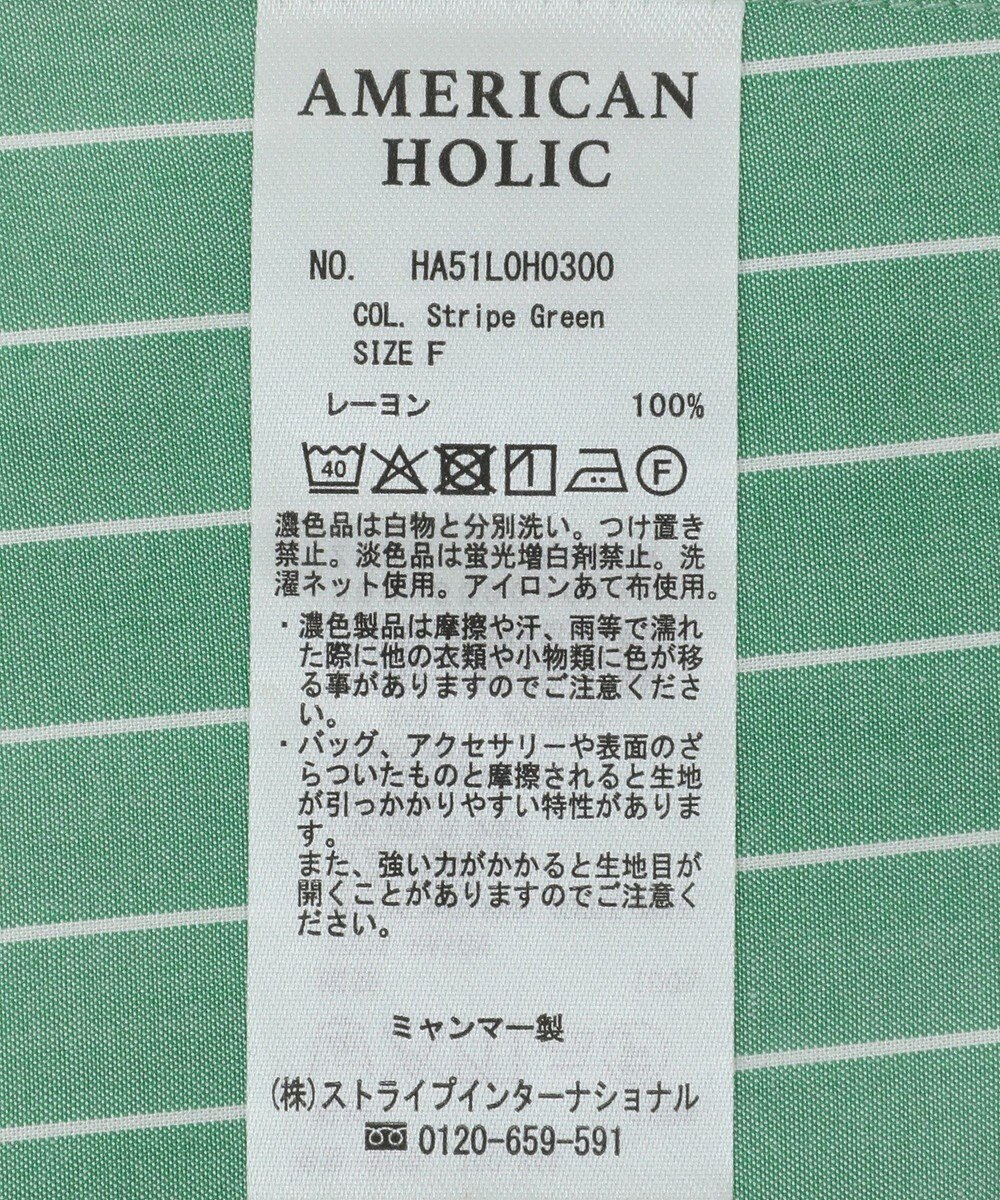 AMERICAN
HOLIC
NO. HA51L0H0300
COL. Stripe Green
SIZE F
レーヨン 100%
40 F
濃色品は白物と分別洗い。つけ置き
禁止。淡色品は蛍光増白剤禁止。洗
濯ネット使用。アイロンあて布使用。
・濃色製品は摩擦や汗、雨等で濡れ
た際に他の衣類や小物類に色が移
る事がありますのでご注意くださ
い。
・バッグ、アクセサリーや表面のざ
らついたものと摩擦されると生地
が引っかかりやすい特性がありま
す。
また、強い力がかかると生地目が
開くことがありますのでご注意く
ださい。
ミャンマー製
(株)ストライプインターナショナル
0120-659-591